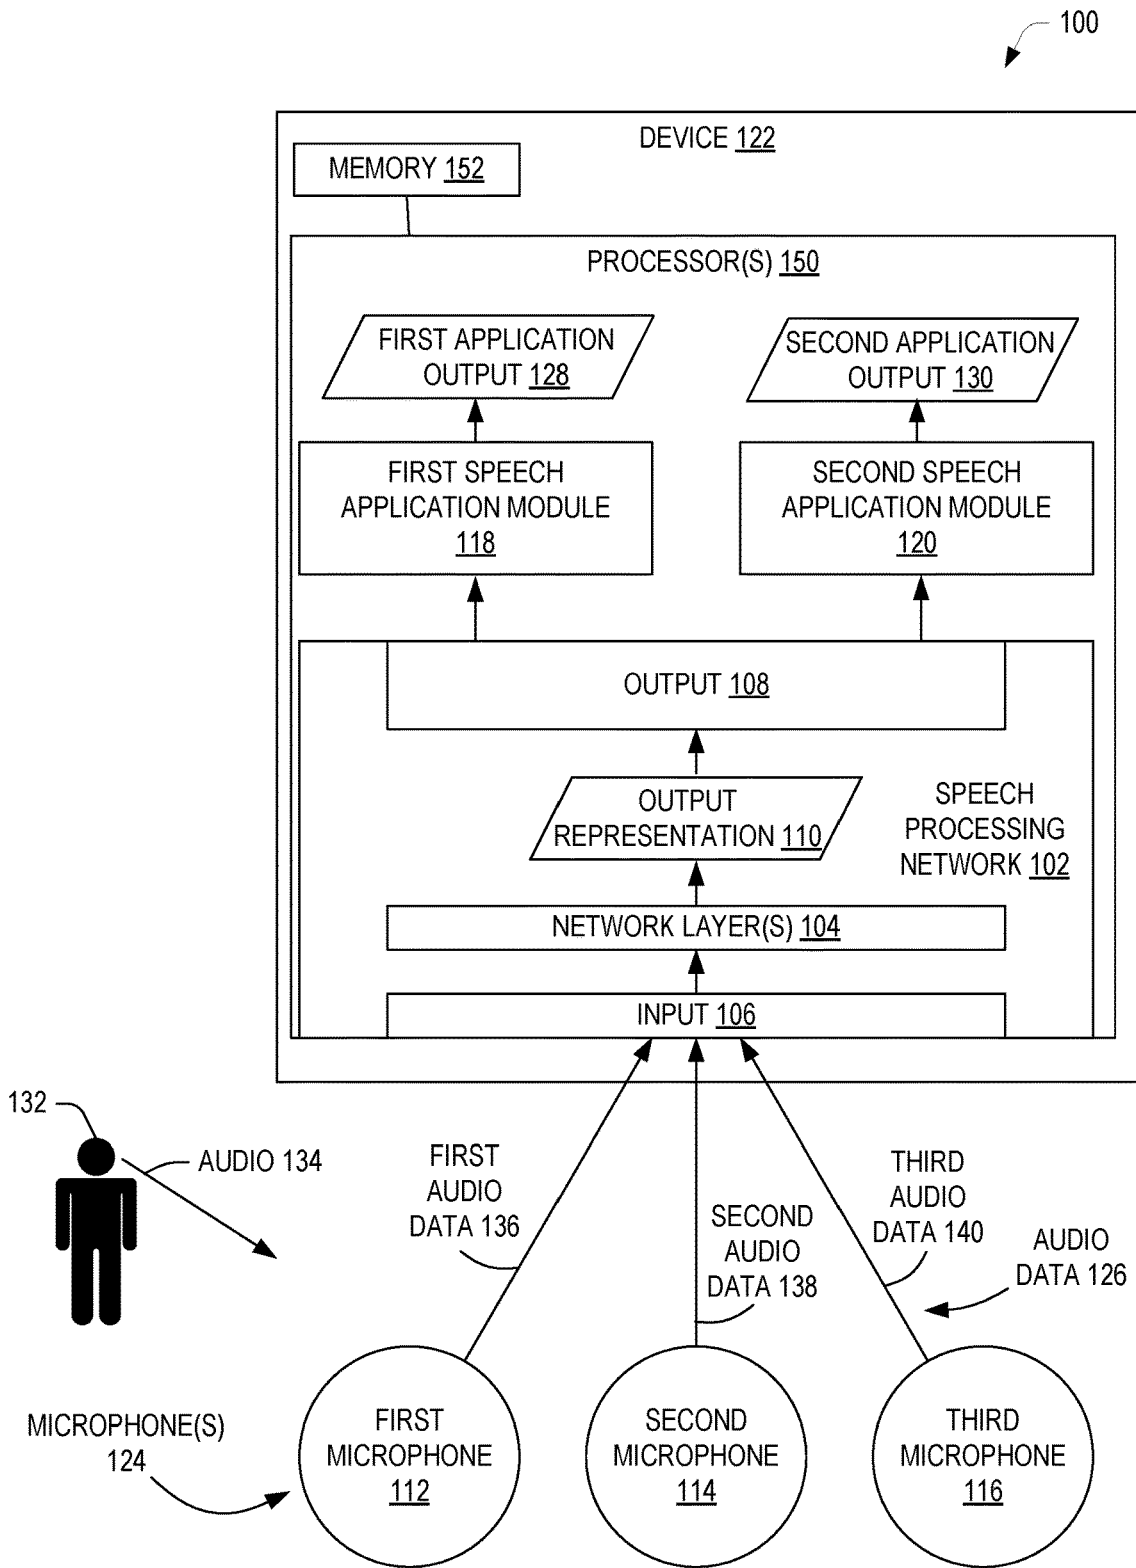 100
DEVICE 122
MEMORY 152
PROCESSOR(S) 150
FIRST APPLICATION
OUTPUT 128
SECOND APPLICATION
OUTPUT 130
FIRST SPEECH
APPLICATION MODULE
118
SECOND SPEECH
APPLICATION MODULE
120
OUTPUT 108
OUTPUT
REPRESENTATION 110
SPEECH
PROCESSING
NETWORK 102
NETWORK LAYER(S) 104
INPUT 106
132
AUDIO 134
FIRST
AUDIO
DATA 136
SECOND
AUDIO
DATA 138
THIRD
AUDIO
DATA 140
AUDIO
DATA 126
MICROPHONE(S)
124
FIRST
MICROPHONE
112
SECOND
MICROPHONE
114
THIRD
MICROPHONE
116